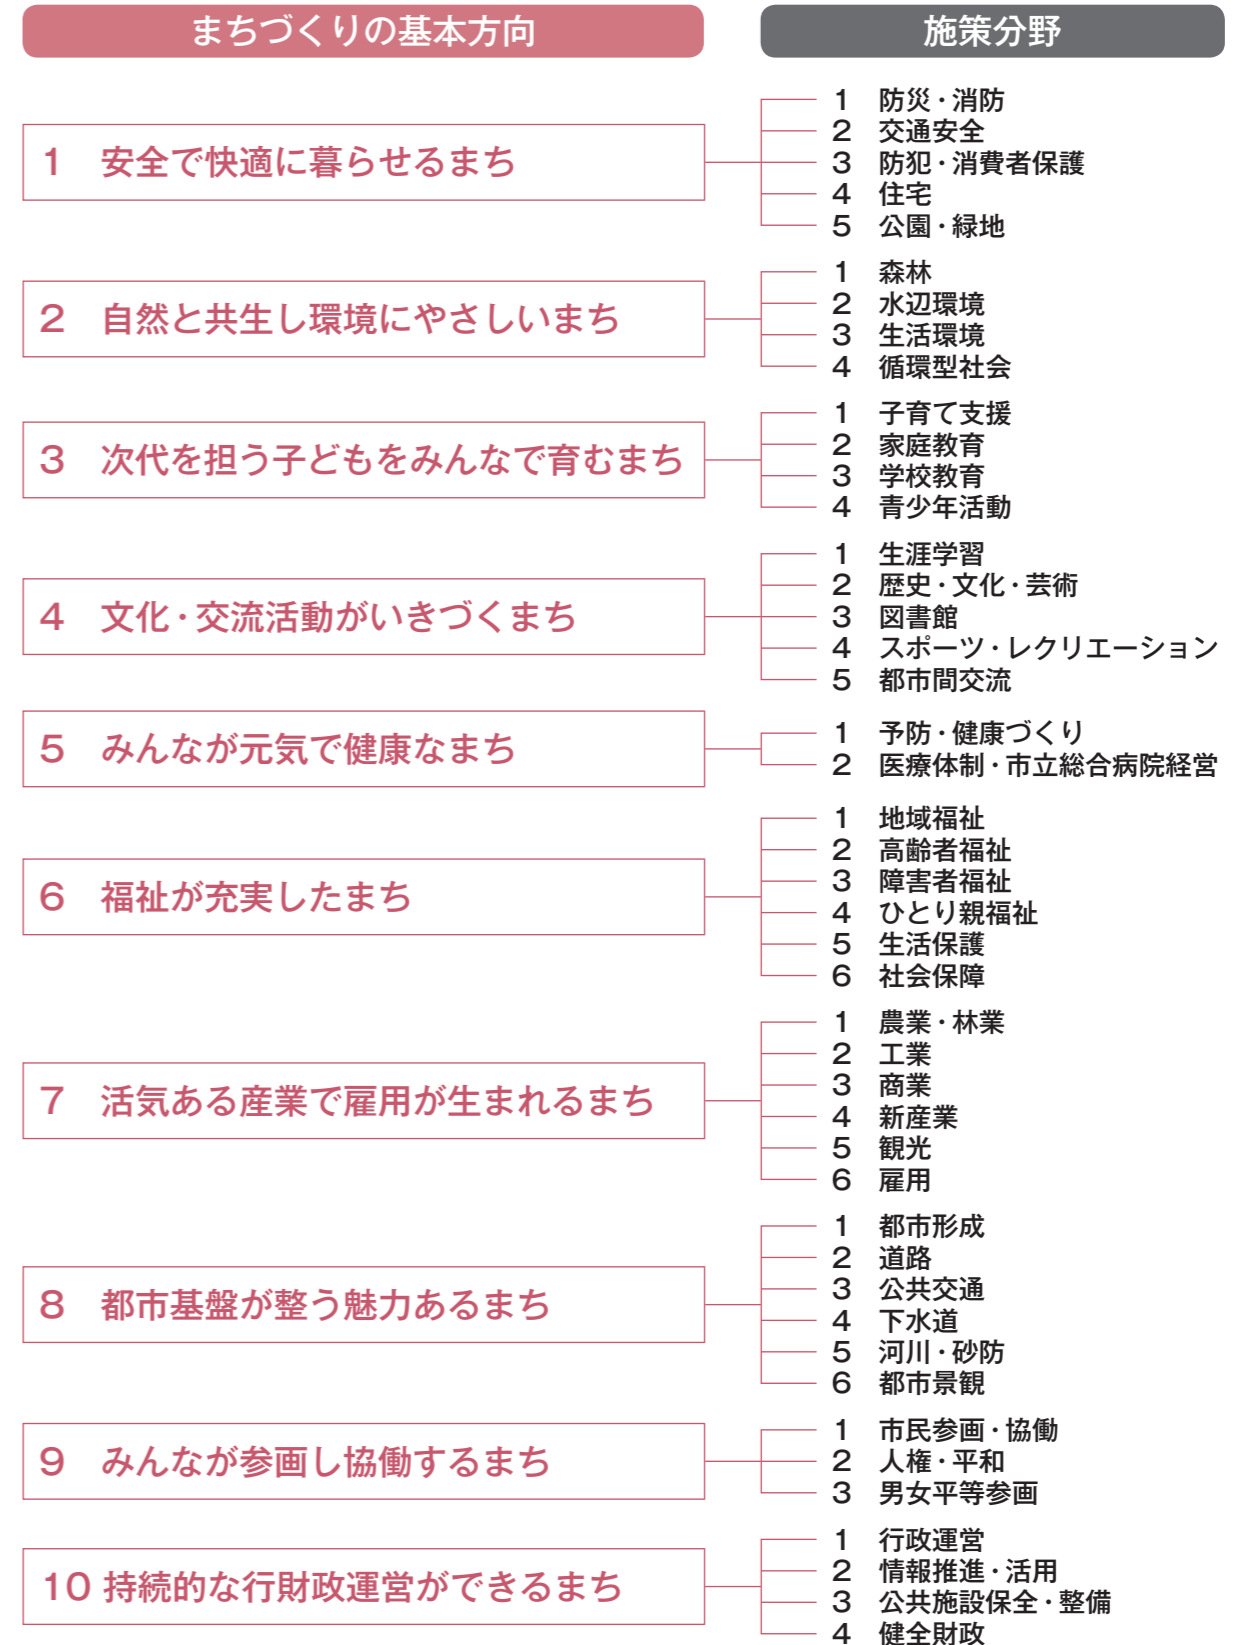 まちづくりの基本方向
施策分野
1 安全で快適に暮らせるまち
1 防災・消防
2 交通安全
3 防犯・消費者保護
4 住宅
5 公園・緑地
2 自然と共生し環境にやさしいまち
1 森林
2 水辺環境
3 生活環境
4 循環型社会
3 次代を担う子どもをみんなで育むまち
1 子育て支援
2 家庭教育
3 学校教育
4 青少年活動
4 文化・交流活動がいきづくまち
1 生涯学習
2 歴史・文化・芸術
3 図書館
4 スポーツ・レクリエーション
5 都市間交流
5 みんなが元気で健康なまち
1 予防・健康づくり
2 医療体制・市立総合病院経営
6 福祉が充実したまち
1 地域福祉
2 高齢者福祉
3 障害者福祉
4 ひとり親福祉
5 生活保護
6 社会保障
7 活気ある産業で雇用が生まれるまち
1 農業・林業
2 工業
3 商業
4 新産業
5 観光
6 雇用
8 都市基盤が整う魅力あるまち
1 都市形成
2 道路
3 公共交通
4 下水道
5 河川・砂防
6 都市景観
9 みんなが参画し協働するまち
1 市民参画・協働
2 人権・平和
3 男女平等参画
10 持続的な行財政運営ができるまち
1 行政運営
2 情報推進・活用
3 公共施設保全・整備
4 健全財政